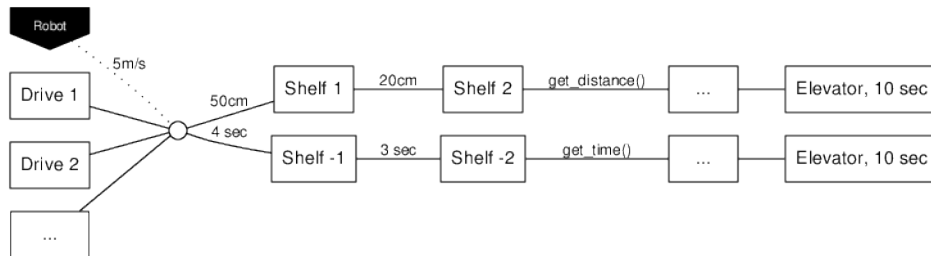 Robot
5m/s
Drive 1
Drive 2
...
50cm
4 sec
Shelf 1
20cm
Shelf 2
get_distance()
...
Elevator, 10 sec
Shelf -1
3 sec
Shelf -2
get_time()
...
Elevator, 10 sec